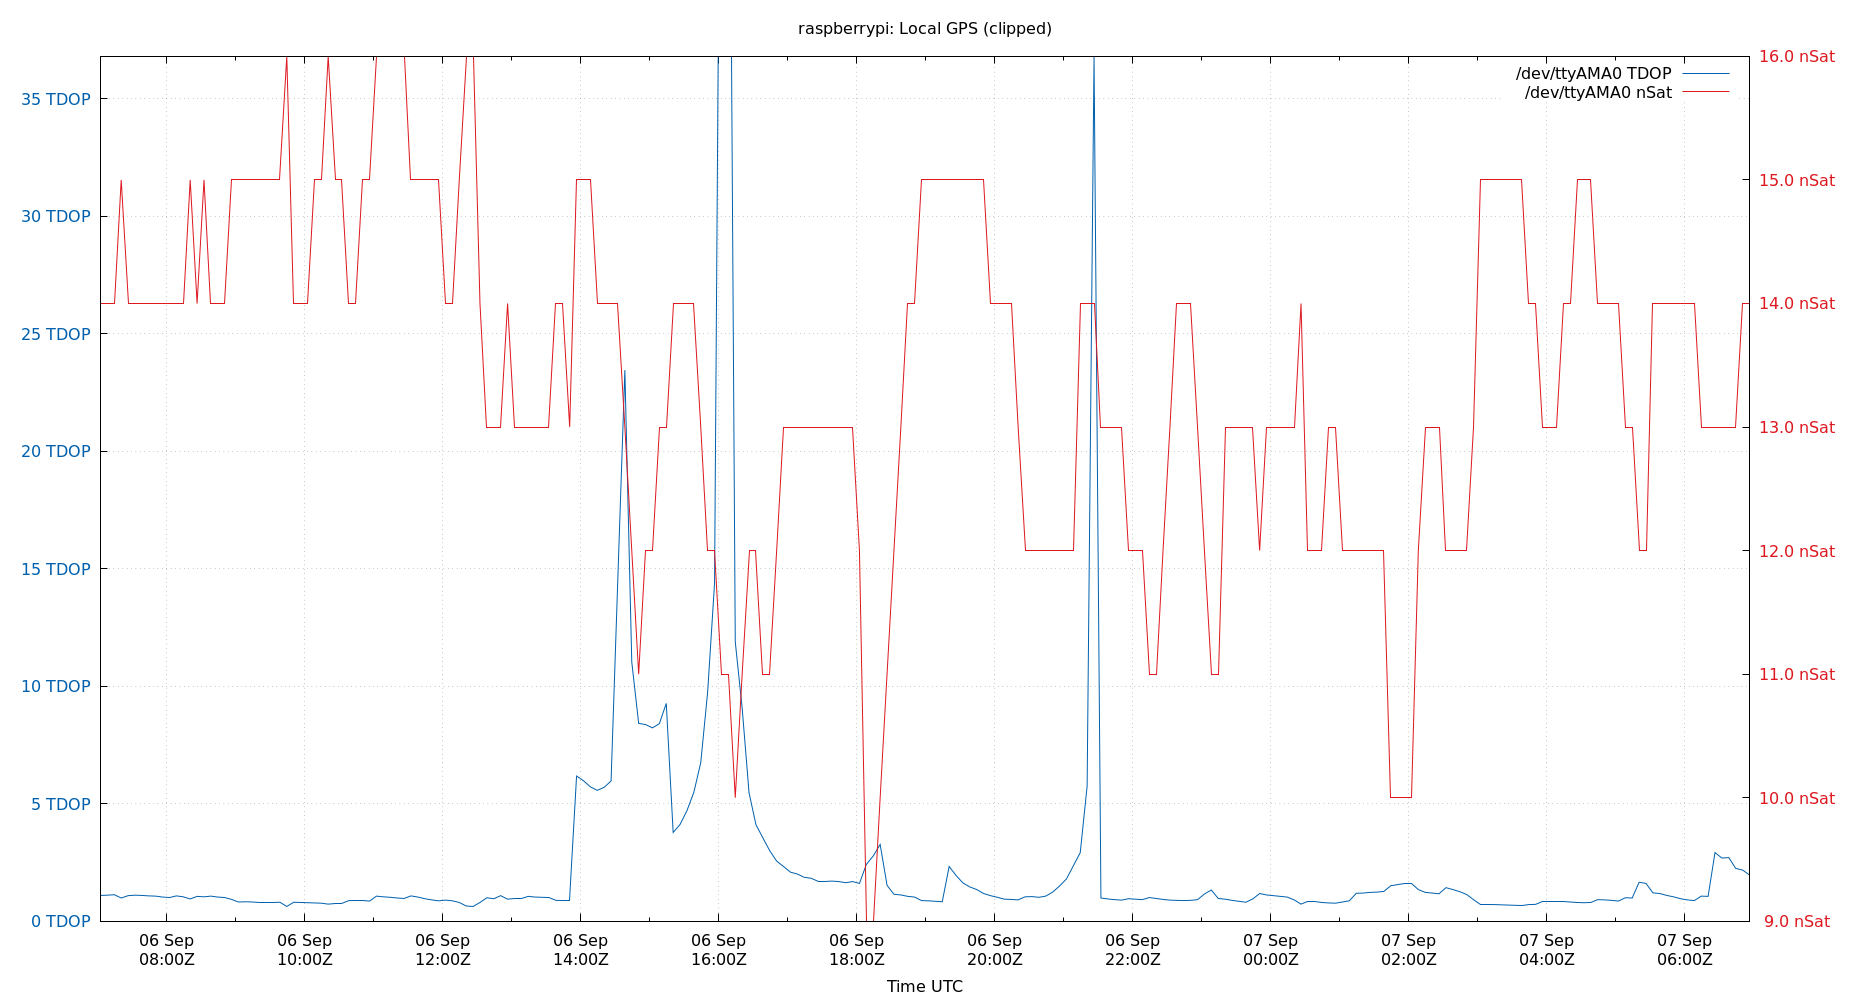 raspberrypi: Local GPS (clipped)
/dev/ttyAMA0 TDOP
/dev/ttyAMA0 nSat
35 TDOP
30 TDOP
25 TDOP
20 TDOP
15 TDOP
10 TDOP
5 TDOP
0 TDOP
16.0 nSat
15.0 nSat
14.0 nSat
13.0 nSat
12.0 nSat
11.0 nSat
10.0 nSat
9.0 nSat
06 Sep 06 Sep 06 Sep 06 Sep 06 Sep 06 Sep 06 Sep 06 Sep 07 Sep 07 Sep 07 Sep 07 Sep
08:00Z 10:00Z 12:00Z 14:00Z 16:00Z 18:00Z 20:00Z 22:00Z 00:00Z 02:00Z 04:00Z 06:00Z
Time UTC